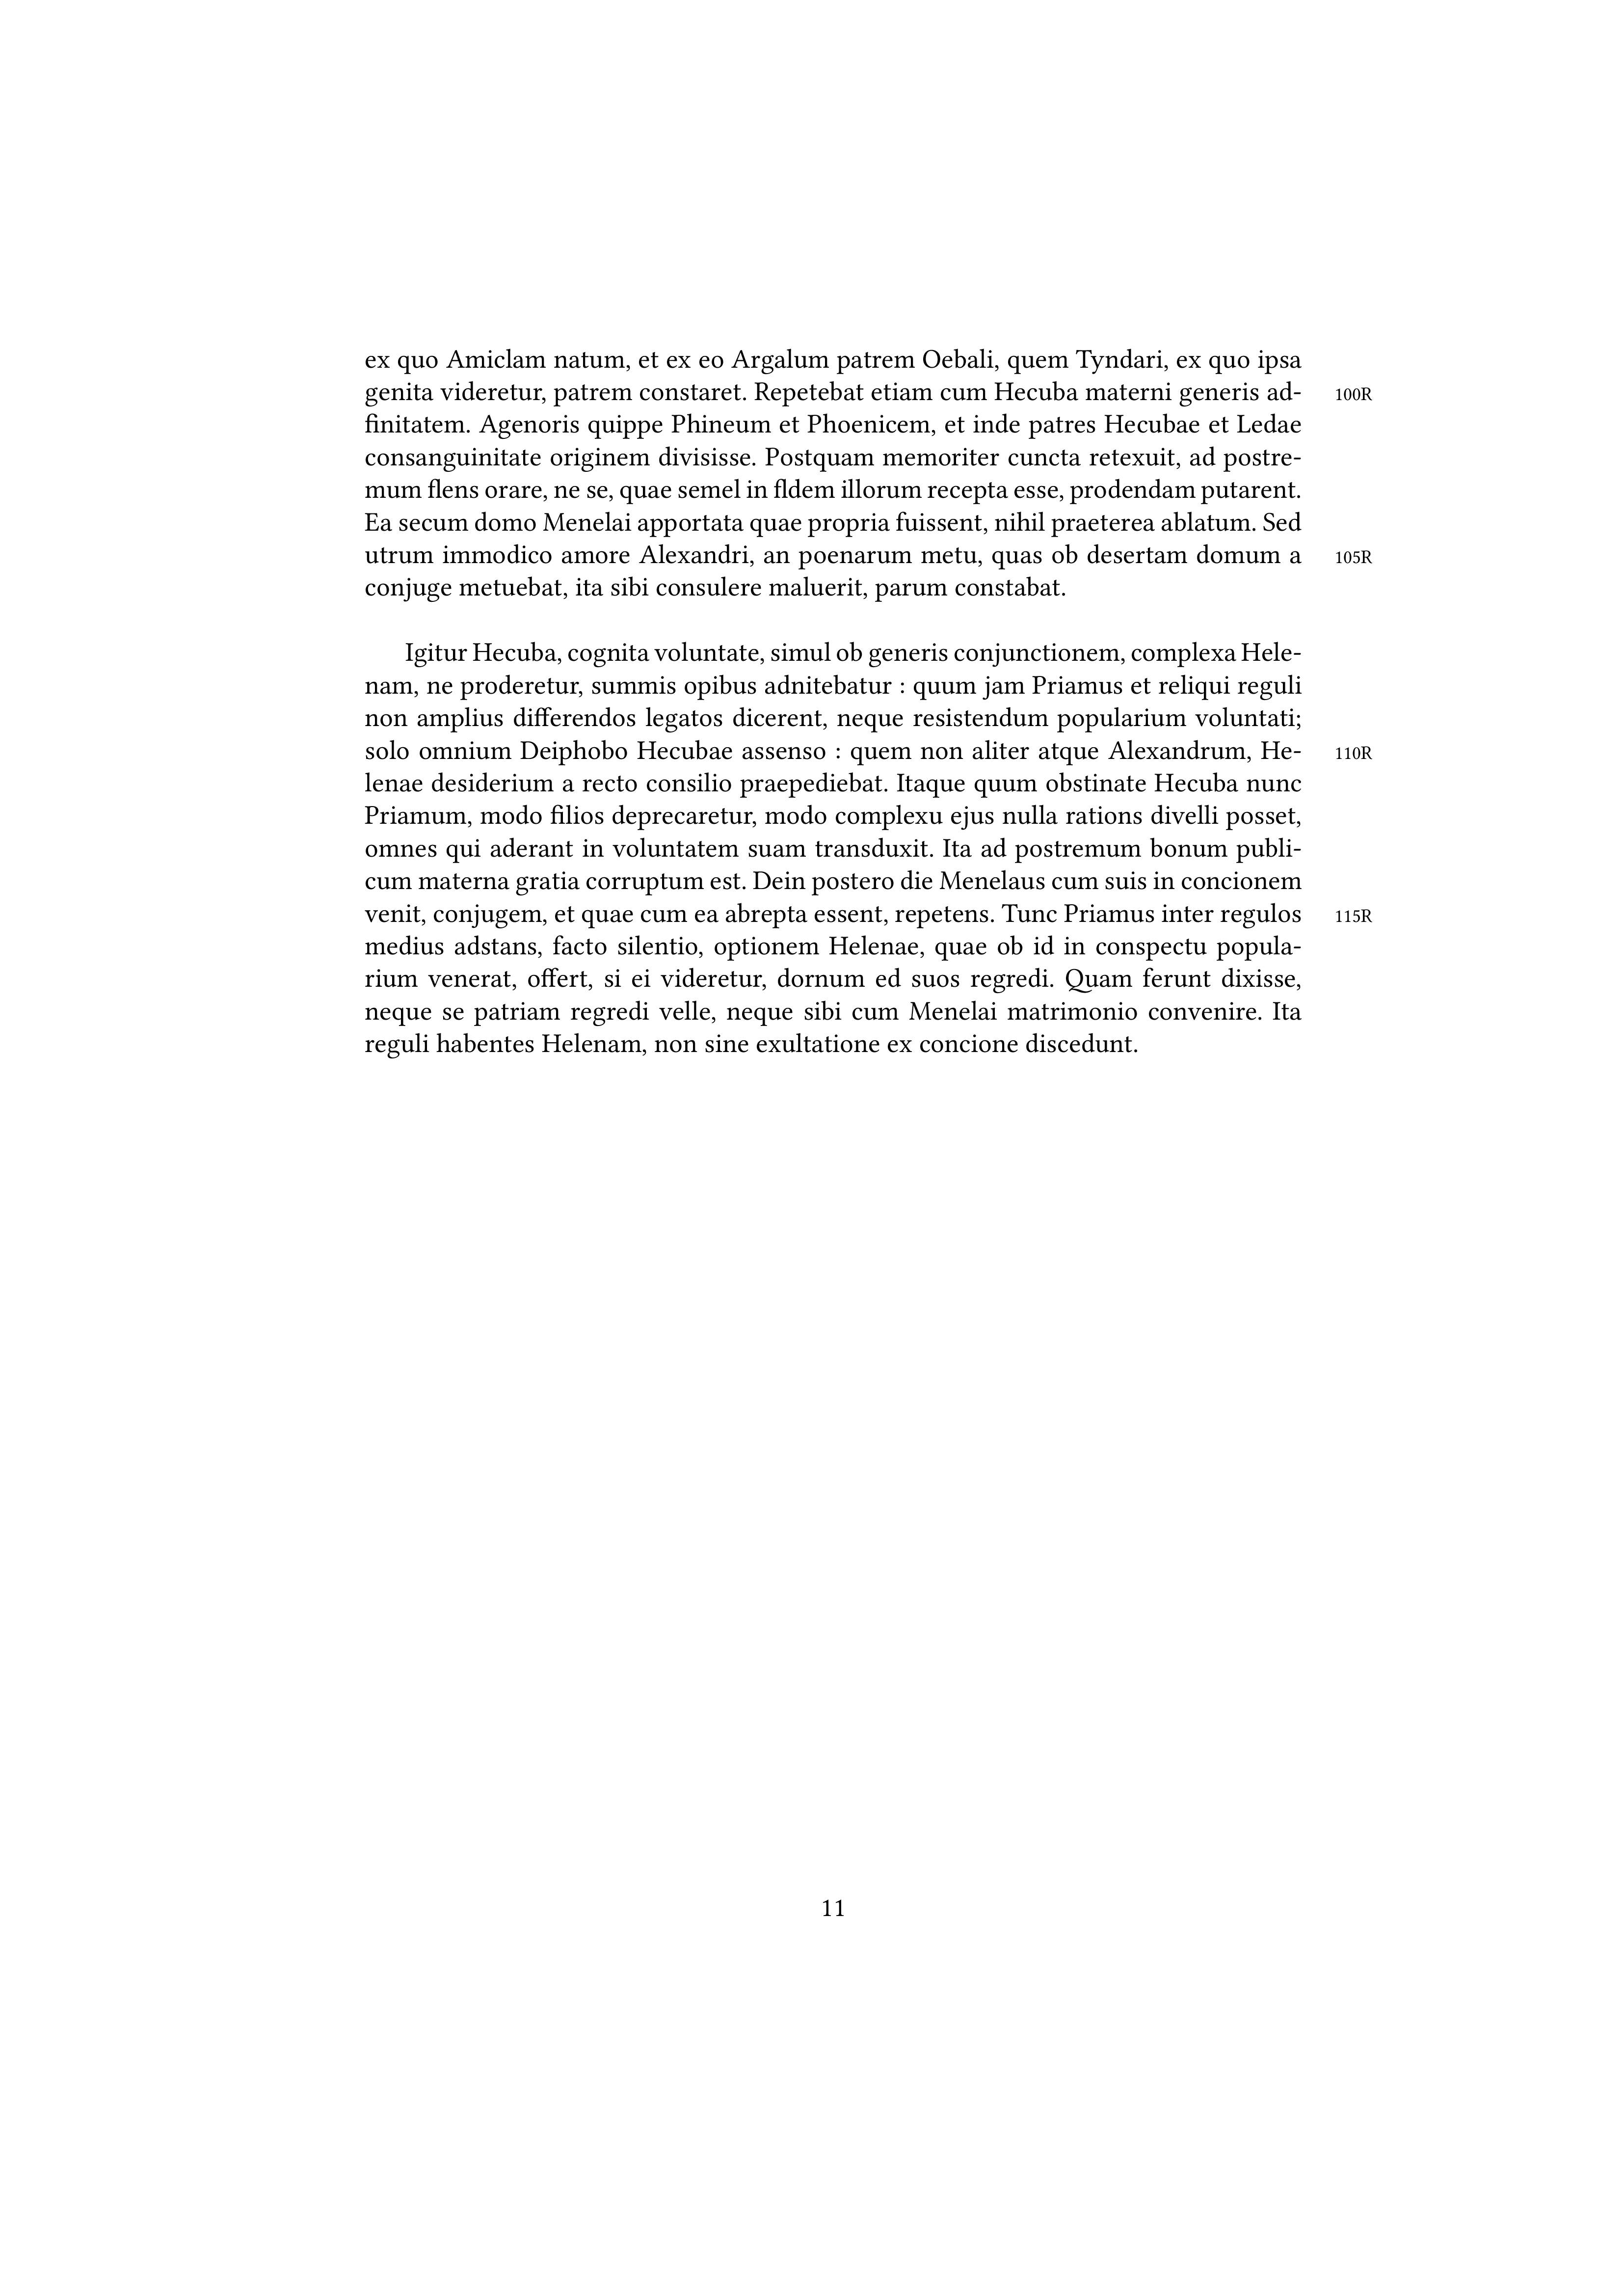 ex quo Amiclam natum, et ex eo Argalum patrem Oebali, quem Tyndari, ex quo ipsa
genita videretur, patrem constaret. Repetebat etiam cum Hecuba materni generis ad- 100R
finitatem. Agenoris quippe Phineum et Phoenicem, et inde patres Hecubae et Ledae
consanguinitate originem divisisse. Postquam memoriter cuncta retexuit, ad postre-
mum flens orare, ne se, quae semel in fldem illorum recepta esse, prodendam putarent.
Ea secum domo Menelai apportata quae propria fuissent, nihil praeterea ablatum. Sed
utrum immodico amore Alexandri, an poenarum metu, quas ob desertam domum a 105R
conjuge metuebat, ita sibi consulere maluerit, parum constabat.
Igitur Hecuba, cognita voluntate, simul ob generis conjunctionem, complexa Hele-
nam, ne proderetur, summis opibus adnitebatur : quum jam Priamus et reliqui reguli
non amplius differendos legatos dicerent, neque resistendum popularium voluntati;
solo omnium Deiphobo Hecubae assenso : quem non aliter atque Alexandrum, He- 110R
lenae desiderium a recto consilio praepediebat. Itaque quum obstinate Hecuba nunc
Priamum, modo filios deprecaretur, modo complexu ejus nulla rations divelli posset,
omnes qui aderant in voluntatem suam transduxit. Ita ad postremum bonum publi-
cum materna gratia corruptum est. Dein postero die Menelaus cum suis in concionem
venit, conjugem, et quae cum ea abrepta essent, repetens. Tunc Priamus inter regulos 115R
medius adstans, facto silentio, optionem Helenae, quae ob id in conspectu popula-
rium venerat, offert, si ei videretur, dornum ed suos regredi. Quam ferunt dixisse,
neque se patriam regredi velle, neque sibi cum Menelai matrimonio convenire. Ita
reguli habentes Helenam, non sine exultatione ex concione discedunt.
11